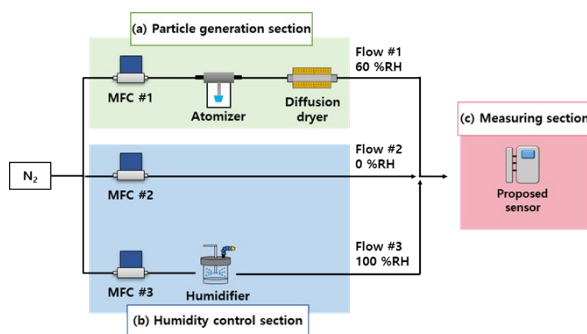 (a) Particle generation section
MFC #1
Atomizer
Diffusion
dryer
Flow #1
60 %RH
N2
MFC #2
Flow #2
0 %RH
MFC #3
Humidifier
Flow #3
100 %RH
(b) Humidity control section
(c) Measuring section
Proposed
sensor